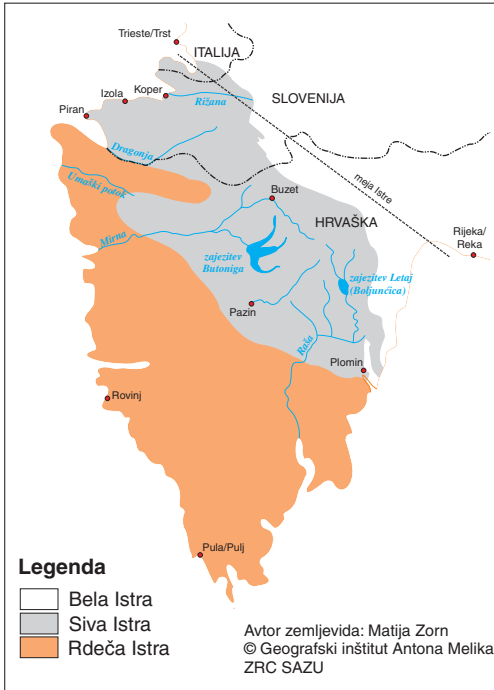 Trieste/Trst
ITALIJA
SLOVENIJA
Koper
Izola
Piran
Rižana
Dragonja
Umaški potok
meja Istre
Buzet
HRVAŠKA
Rijeka/
Reka
Mirna
zajezitev
Butoniga
zajezitev Letaj
(Boljunčica)
Pazin
Raša
Plomin
Rovinj
Pula/Pulj
Legenda
Bela Istra
Siva Istra
Rdeča Istra
Avtor zemljevida: Matija Zorn
© Geografski inštitut Antona Melika
ZRC SAZU